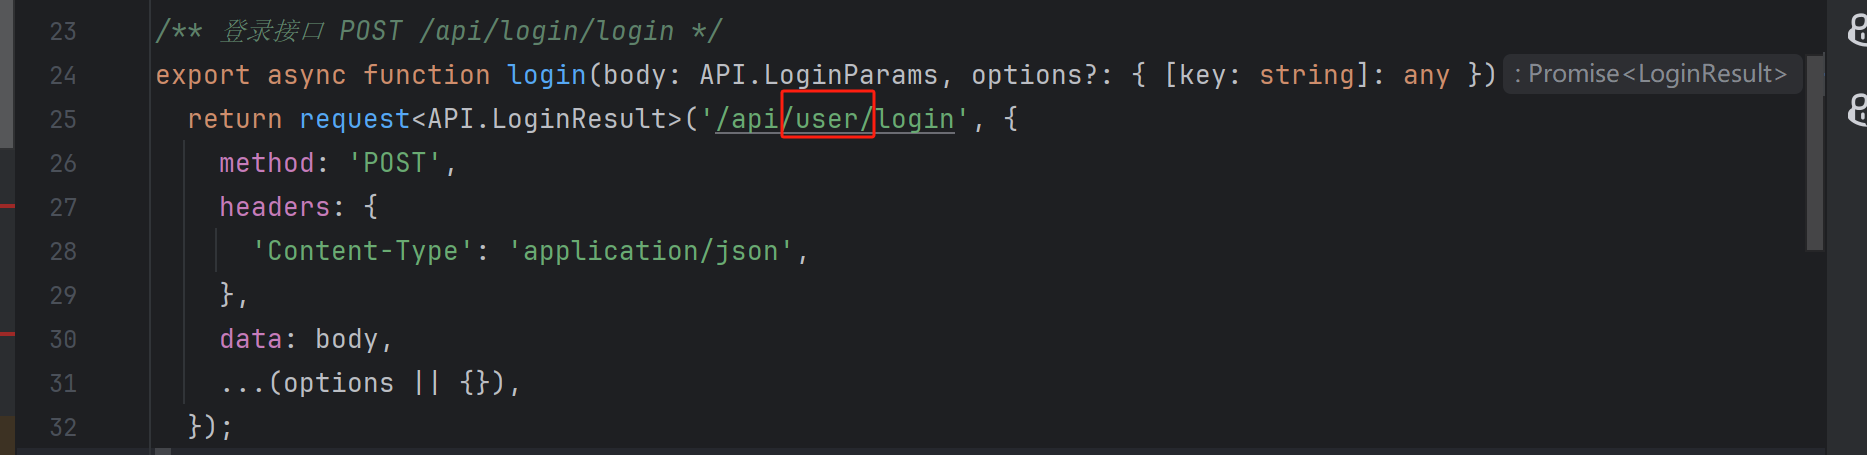 23 /** 登录接口 POST /api/login/login */
24 export async function login(body: API.LoginParams, options?: { [key: string]: any }) : Promise<LoginResult>
25 return request<API.LoginResult>('/api/user/login', {
26 method: 'POST',
27 headers: {
28 'Content-Type': 'application/json',
29 },
30 data: body,
31 ...(options || {}),
32 });